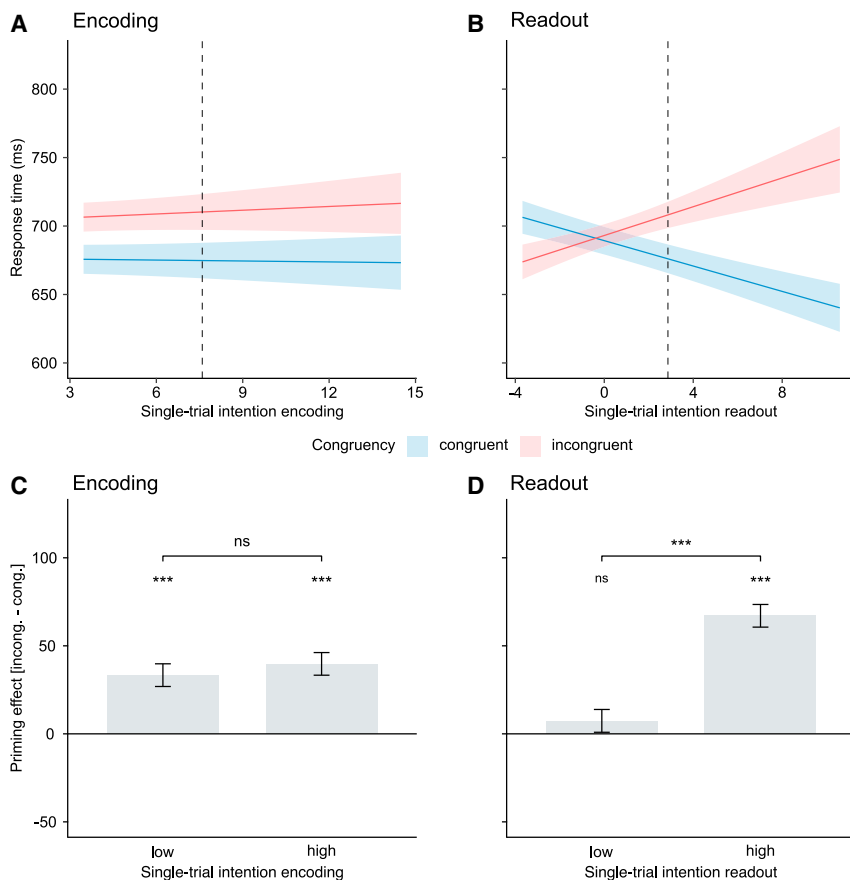 A Encoding
B Readout
Response time (ms)
800
750
700
650
600
3 6 9 12 15
Single-trial intention encoding
-4 0 4 8
Single-trial intention readout
Congruency congruent incongruent
C Encoding
D Readout
Priming effect [incong. - cong.]
100
50
0
-50
ns
*** ***
low high
Single-trial intention encoding
***
ns ***
low high
Single-trial intention readout